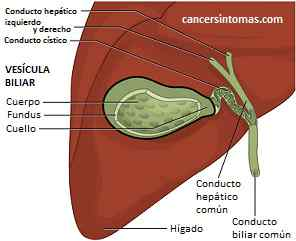 Conducto hepático
izquierdo
y derecho
Conducto cístico
cancersintomas.com
VESÍCULA
BILIAR
Cuerpo
Fundus
Cuello
Conducto
hepático
común
Conducto
biliar común
Hígado